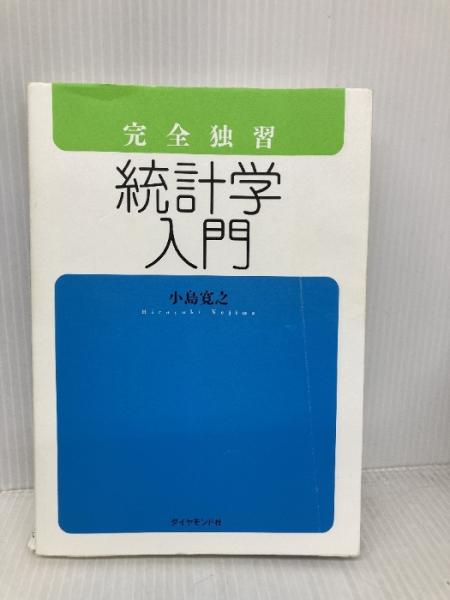 完全独習
統計学
入門
小島寛之
Hiroyuki Kojima
ダイヤモンド社